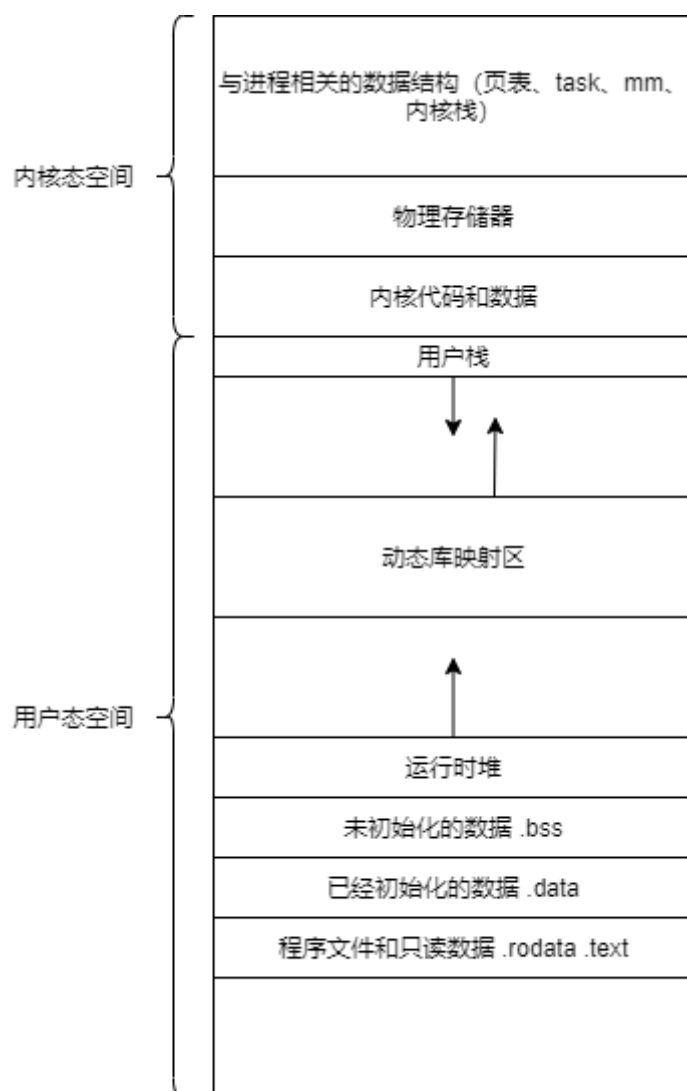 与进程相关的数据结构（页表、task、mm、
内核栈）
内核态空间
物理存储器
内核代码和数据
用户栈
动态库映射区
用户态空间
运行时堆
未初始化的数据 .bss
已经初始化的数据 .data
程序文件和只读数据 .rodata .text